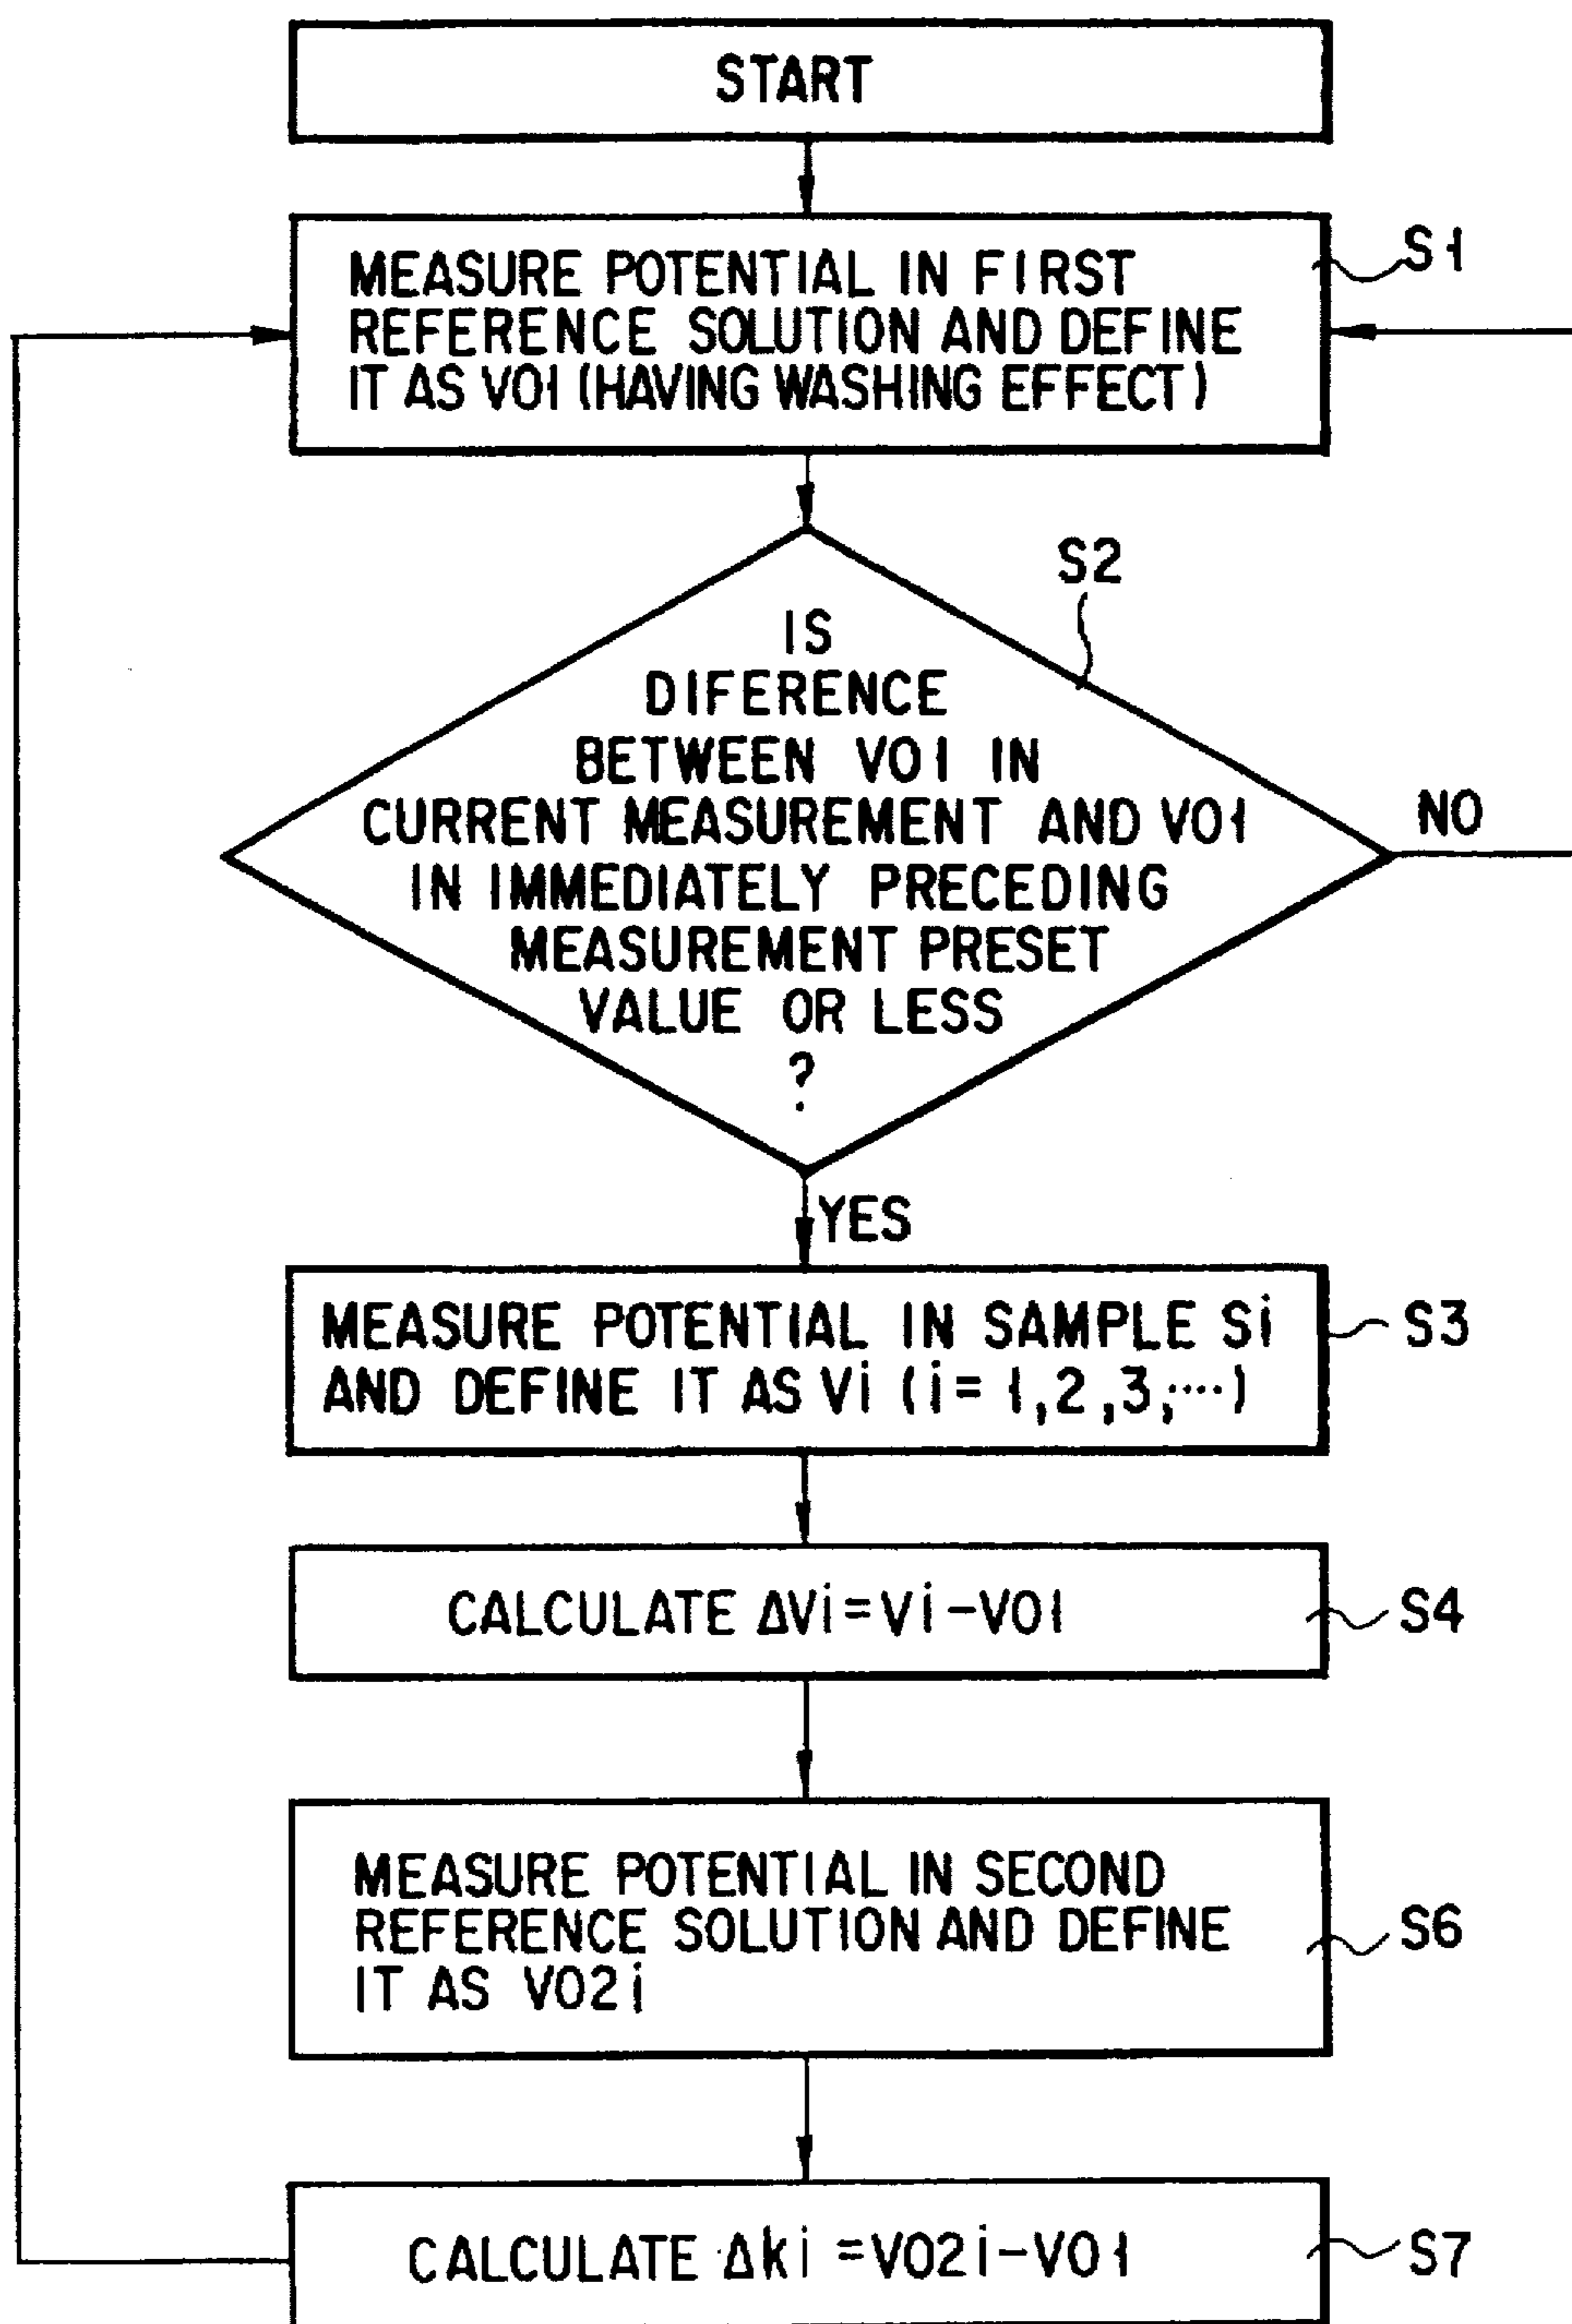 START
MEASURE POTENTIAL IN FIRST
REFERENCE SOLUTION AND DEFINE
IT AS V01 (HAVING WASHING EFFECT)
S1
IS
DIFERENCE
BETWEEN V01 IN
CURRENT MEASUREMENT AND V01
IN IMMEDIATELY PRECEDING
MEASUREMENT PRESET
VALUE OR LESS
?
S2
NO
YES
MEASURE POTENTIAL IN SAMPLE Si
AND DEFINE IT AS Vi (i= 1,2,3,····)
S3
CALCULATE ΔVi=Vi-V01
S4
MEASURE POTENTIAL IN SECOND
REFERENCE SOLUTION AND DEFINE
IT AS V02i
S6
CALCULATE Δki =V02i-V01
S7